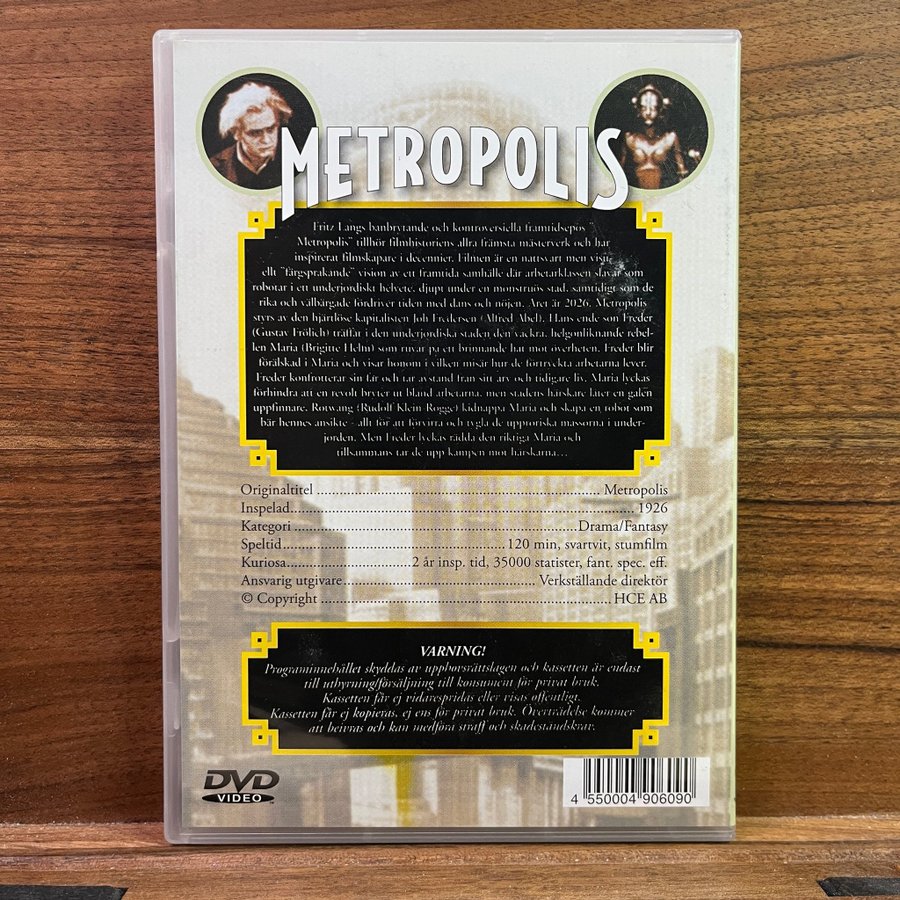 METROPOLIS
Fritz Langs banbrytande och kontroversiella framtidsepos "
Metropolis" tillhör filmhistoriens allra främsta mästerverk och har
inspirerat filmskapare i decennier. Filmen är en nattsvart men visu-
ellt "färgsprakande" vision av ett framtida samhälle där arbetarklassen slavar som
robotar i ett underjordiskt helvete, djupt under en monstruös stad, samtidigt som de
rika och välbärgade fördriver tiden med dans och nöjen. Året är 2026. Metropolis
styrs av den hjärtlöse kapitalisten Joh Fredersen (Alfred Abel). Hans ende son Freder
(Gustav Frölich) träffar i den underjordiska staden den vackra, helgonliknande rebel-
len Maria (Brigitte Helm) som ruvar på ett brinnande hat mot överheten. Freder blir
förälskad i Maria och visar honom i vilken misär hur de förtryckta arbetarna lever.
Freder konfrotterar sin far och tar avstånd från sitt arv och tidigare liv. Maria lyckas
förhindra att en revolt bryter ut bland arbetarna, men stadens härskare låter en galen
uppfinnare, Rotwang (Rudolf Klein-Rogge) kidnappa Maria och skapa en robot som
bär hennes ansikte - allt för att förvirra och tygla de upproriska massorna i under-
jorden. Men Freder lyckas rädda den riktiga Maria och
tillsammans tar de upp kampen mot härskarna...
Originaltitel ........ Metropolis
Inspelad........ 1926
Kategori ........ Drama/Fantasy
Speltid........ 120 min, svartvit, stumfilm
Kuriosa........ 2 år insp. tid, 35000 statister, fant. spec. eff.
Ansvarig utgivare........ Verkställande direktör
© Copyright ........ HCE AB
VARNING!
Programinnehållet skyddas av upphovsrättslagen och kassetten är endast
till uthyrning/försäljning till konsument för privat bruk.
Kassetten får ej vidarespridas eller visas offentligt.
Kassetten får ej kopieras, ej ens för privat bruk. Överträdelse kommer
att beivras och kan medföra straff och skadeståndskrav.
DVD
VIDEO
4 550004 906090